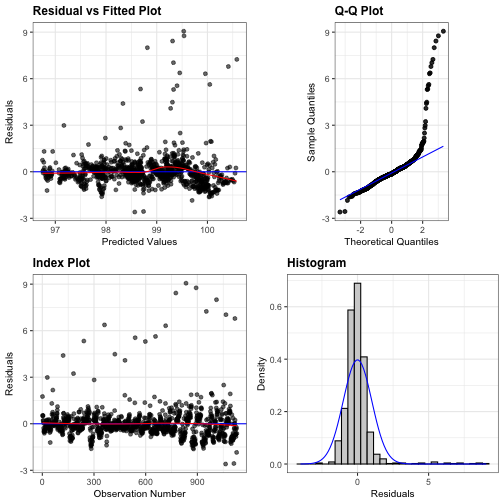 Residual vs Fitted Plot
9
6
3
0
-3
97
98
99
100
Residuals
Predicted Values
Q-Q Plot
9
6
3
0
-3
-2
0
2
Sample Quantiles
Theoretical Quantiles
Index Plot
9
6
3
0
-3
0
300
600
900
Residuals
Observation Number
Histogram
0.6
0.4
0.2
0.0
0
5
Density
Residuals